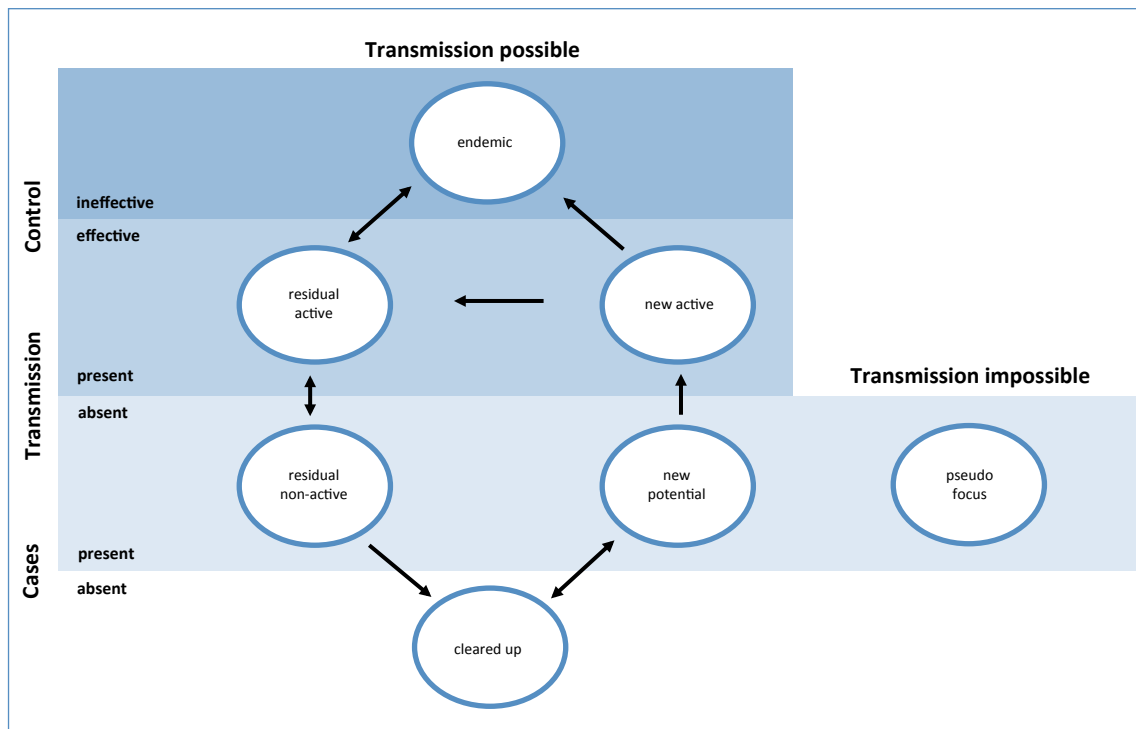 Transmission possible
endemic
Control
ineffective
effective
residual
active
new active
Transmission
present
absent
Transmission impossible
residual
non-active
new
potential
pseudo
focus
Cases
present
absent
cleared up